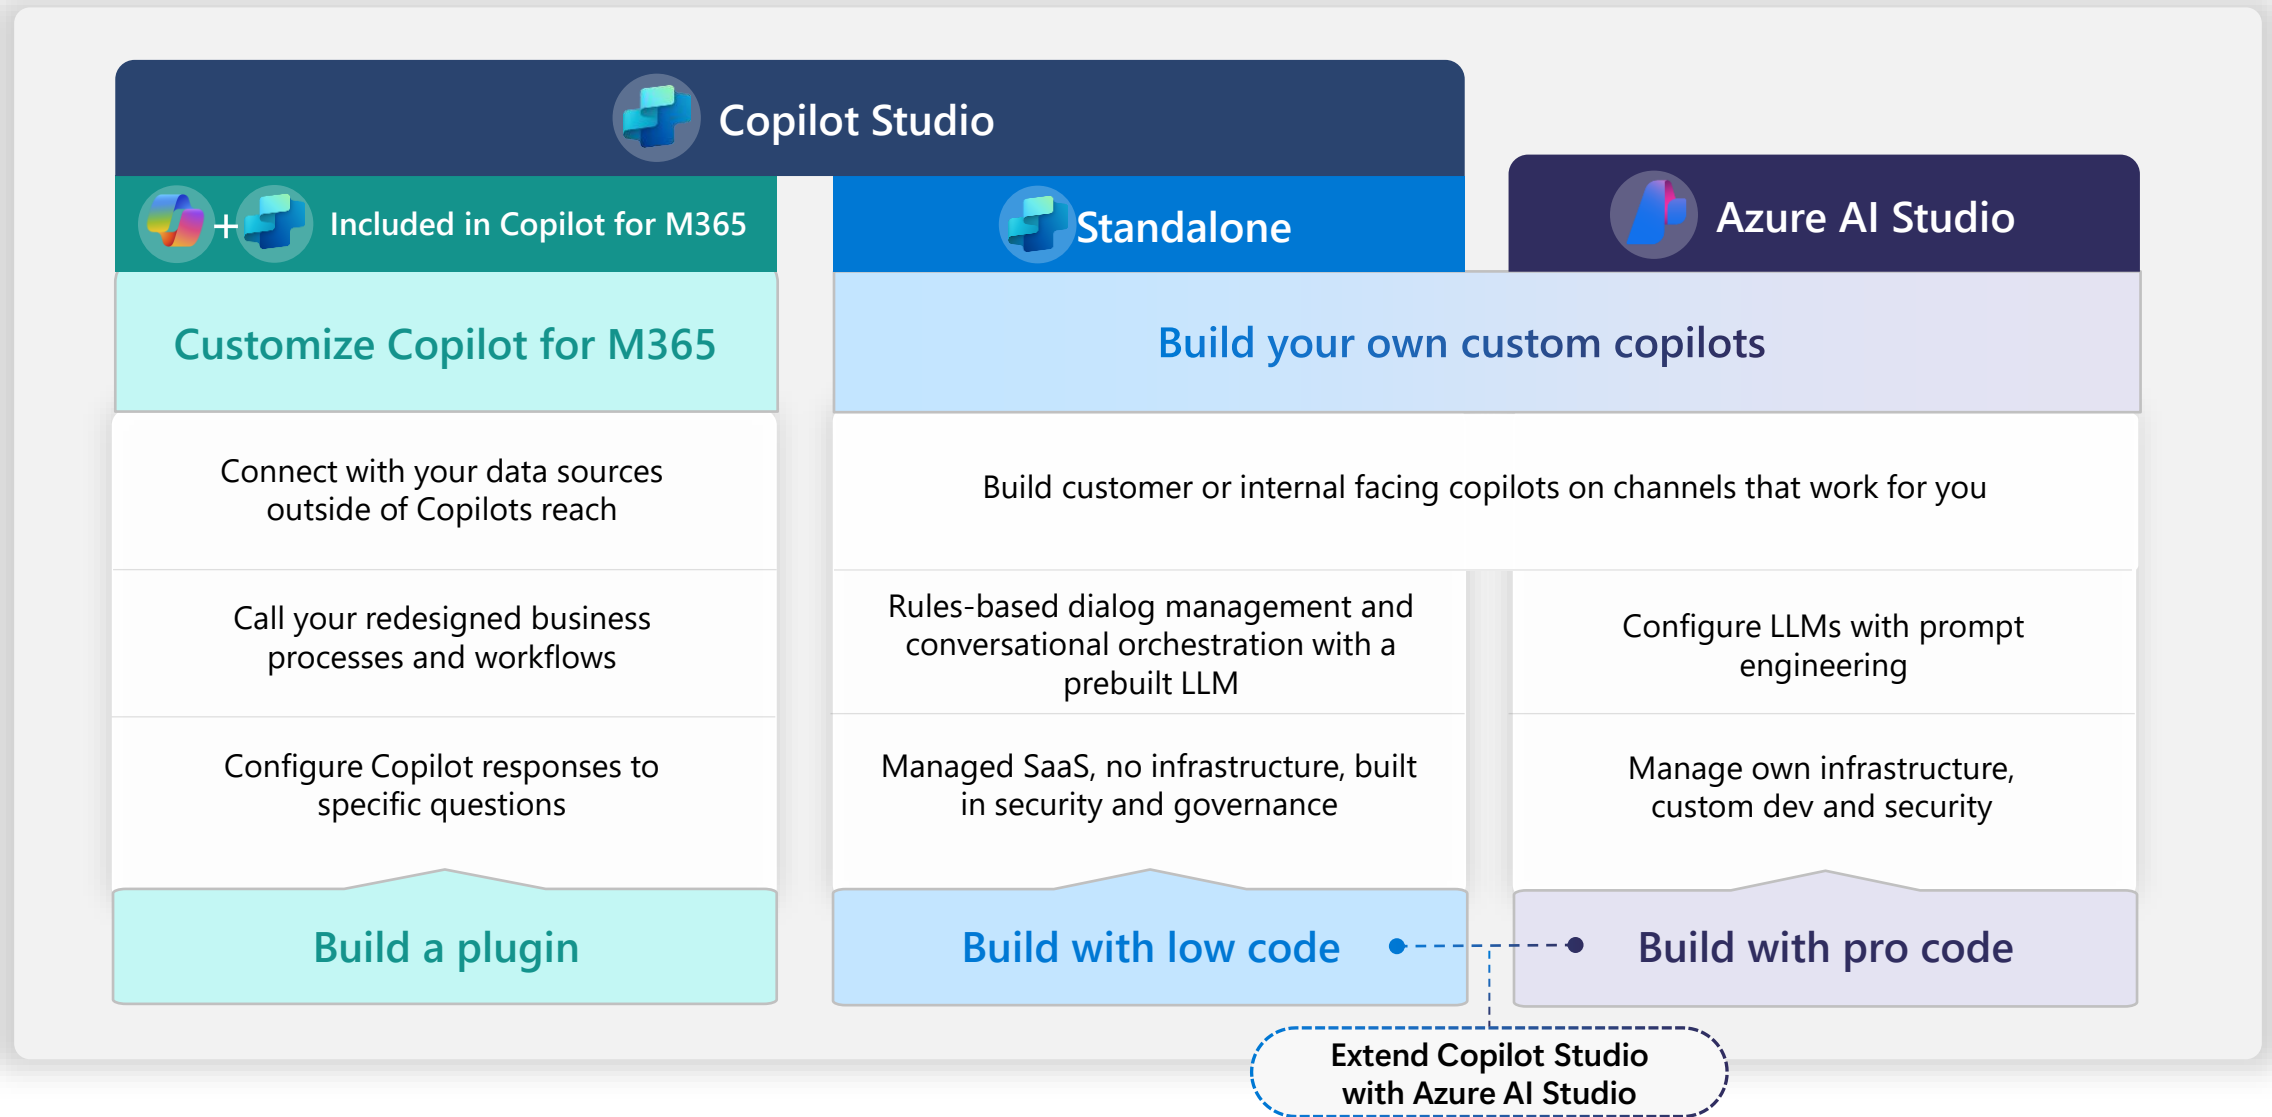 Copilot Studio
+ Included in Copilot for M365
Standalone
Azure AI Studio
Customize Copilot for M365
Build your own custom copilots
Connect with your data sources
outside of Copilots reach
Build customer or internal facing copilots on channels that work for you
Call your redesigned business
processes and workflows
Rules-based dialog management and
conversational orchestration with a
prebuilt LLM
Configure LLMs with prompt
engineering
Configure Copilot responses to
specific questions
Managed SaaS, no infrastructure, built
in security and governance
Manage own infrastructure,
custom dev and security
Build a plugin
Build with low code
Build with pro code
Extend Copilot Studio
with Azure AI Studio